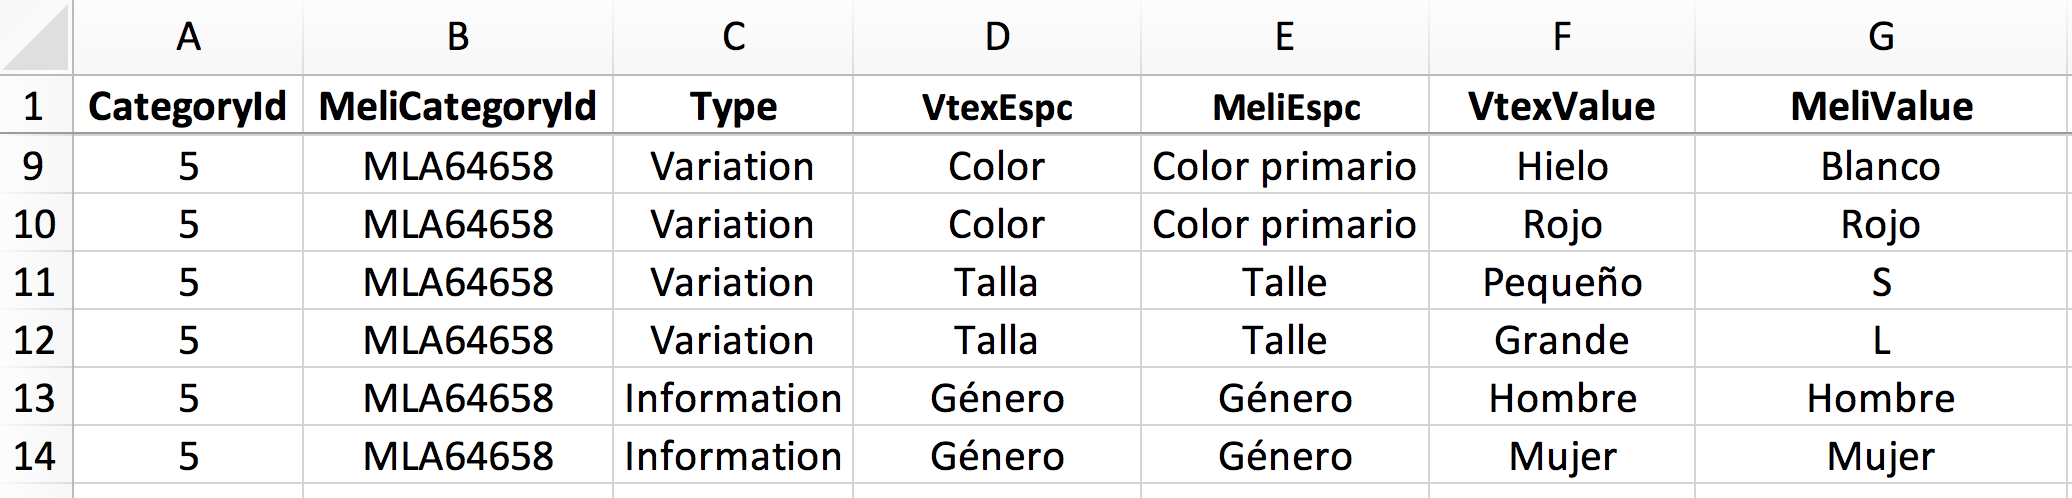 A B C D E F G
1 CategoryId MeliCategoryId Type VtexEspc MeliEspc VtexValue MeliValue
9 5 MLA64658 Variation Color Color primario Hielo Blanco
10 5 MLA64658 Variation Color Color primario Rojo Rojo
11 5 MLA64658 Variation Talla Talle Pequeño S
12 5 MLA64658 Variation Talla Talle Grande L
13 5 MLA64658 Information Género Género Hombre Hombre
14 5 MLA64658 Information Género Género Mujer Mujer